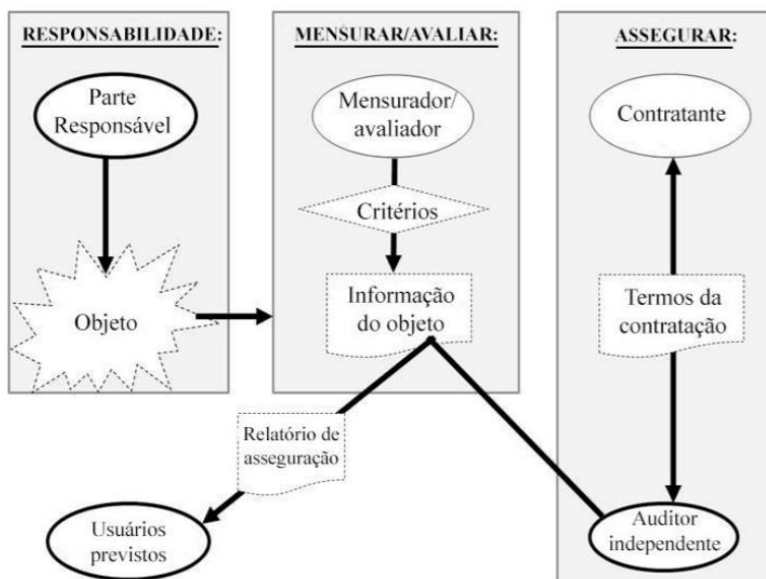 RESPONSABILIDADE:
Parte
Responsável
Objeto
MENSURAR/AVALIAR:
Mensurador/
avaliador
Critérios
Informação
do objeto
ASSEGURAR:
Contratante
Termos da
contratação
Auditor
independente
Relatório de
asseguração
Usuários
previstos